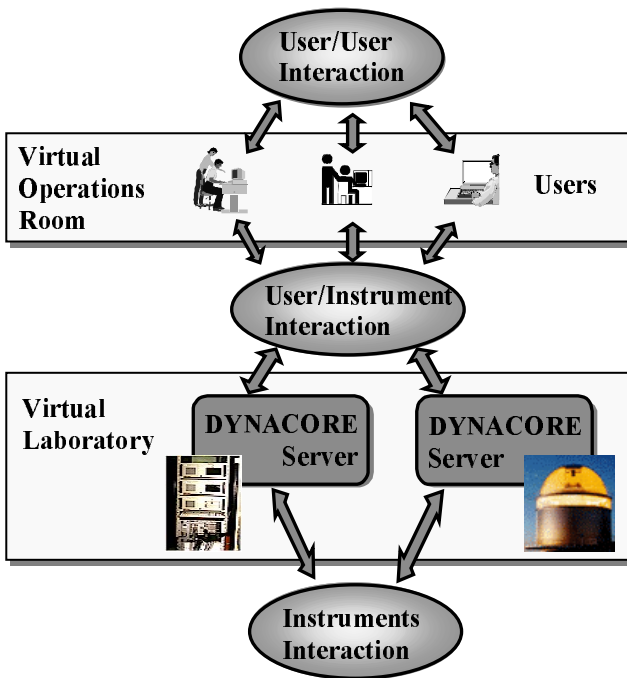 User/User
Interaction
Virtual
Operations
Room
Users
User/Instrument
Interaction
Virtual
Laboratory
DYNACORE
Server
DYNACORE
Server
Instruments
Interaction